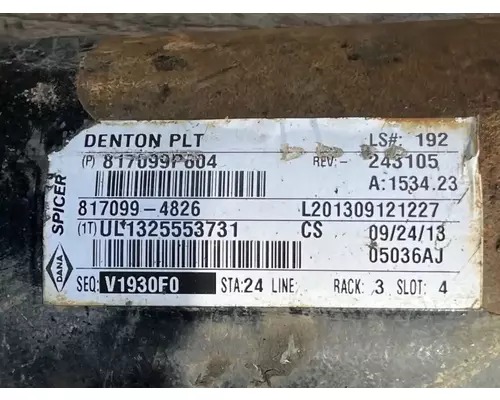 DENTON PLT LS#: 192
(P) 817099P604 REV:- 243105
A:1534.23
817099-4826 L201309121227
(1T) UL1325553731 CS 09/24/13
05036AJ
SEQ: V1930F0 STA:24 LINE: RACK: 3 SLOT: 4
SPICER
DANA